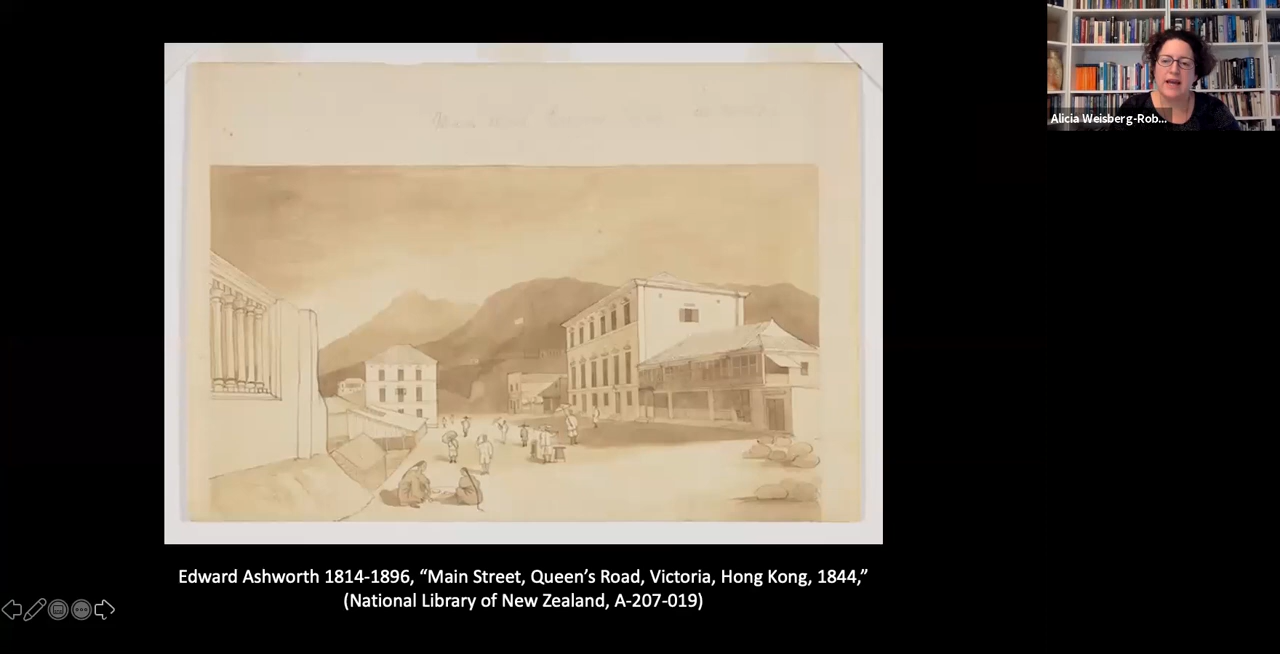 Alicia Weisberg-Rob...
Edward Ashworth 1814-1896, “Main Street, Queen’s Road, Victoria, Hong Kong, 1844,”
(National Library of New Zealand, A-207-019)